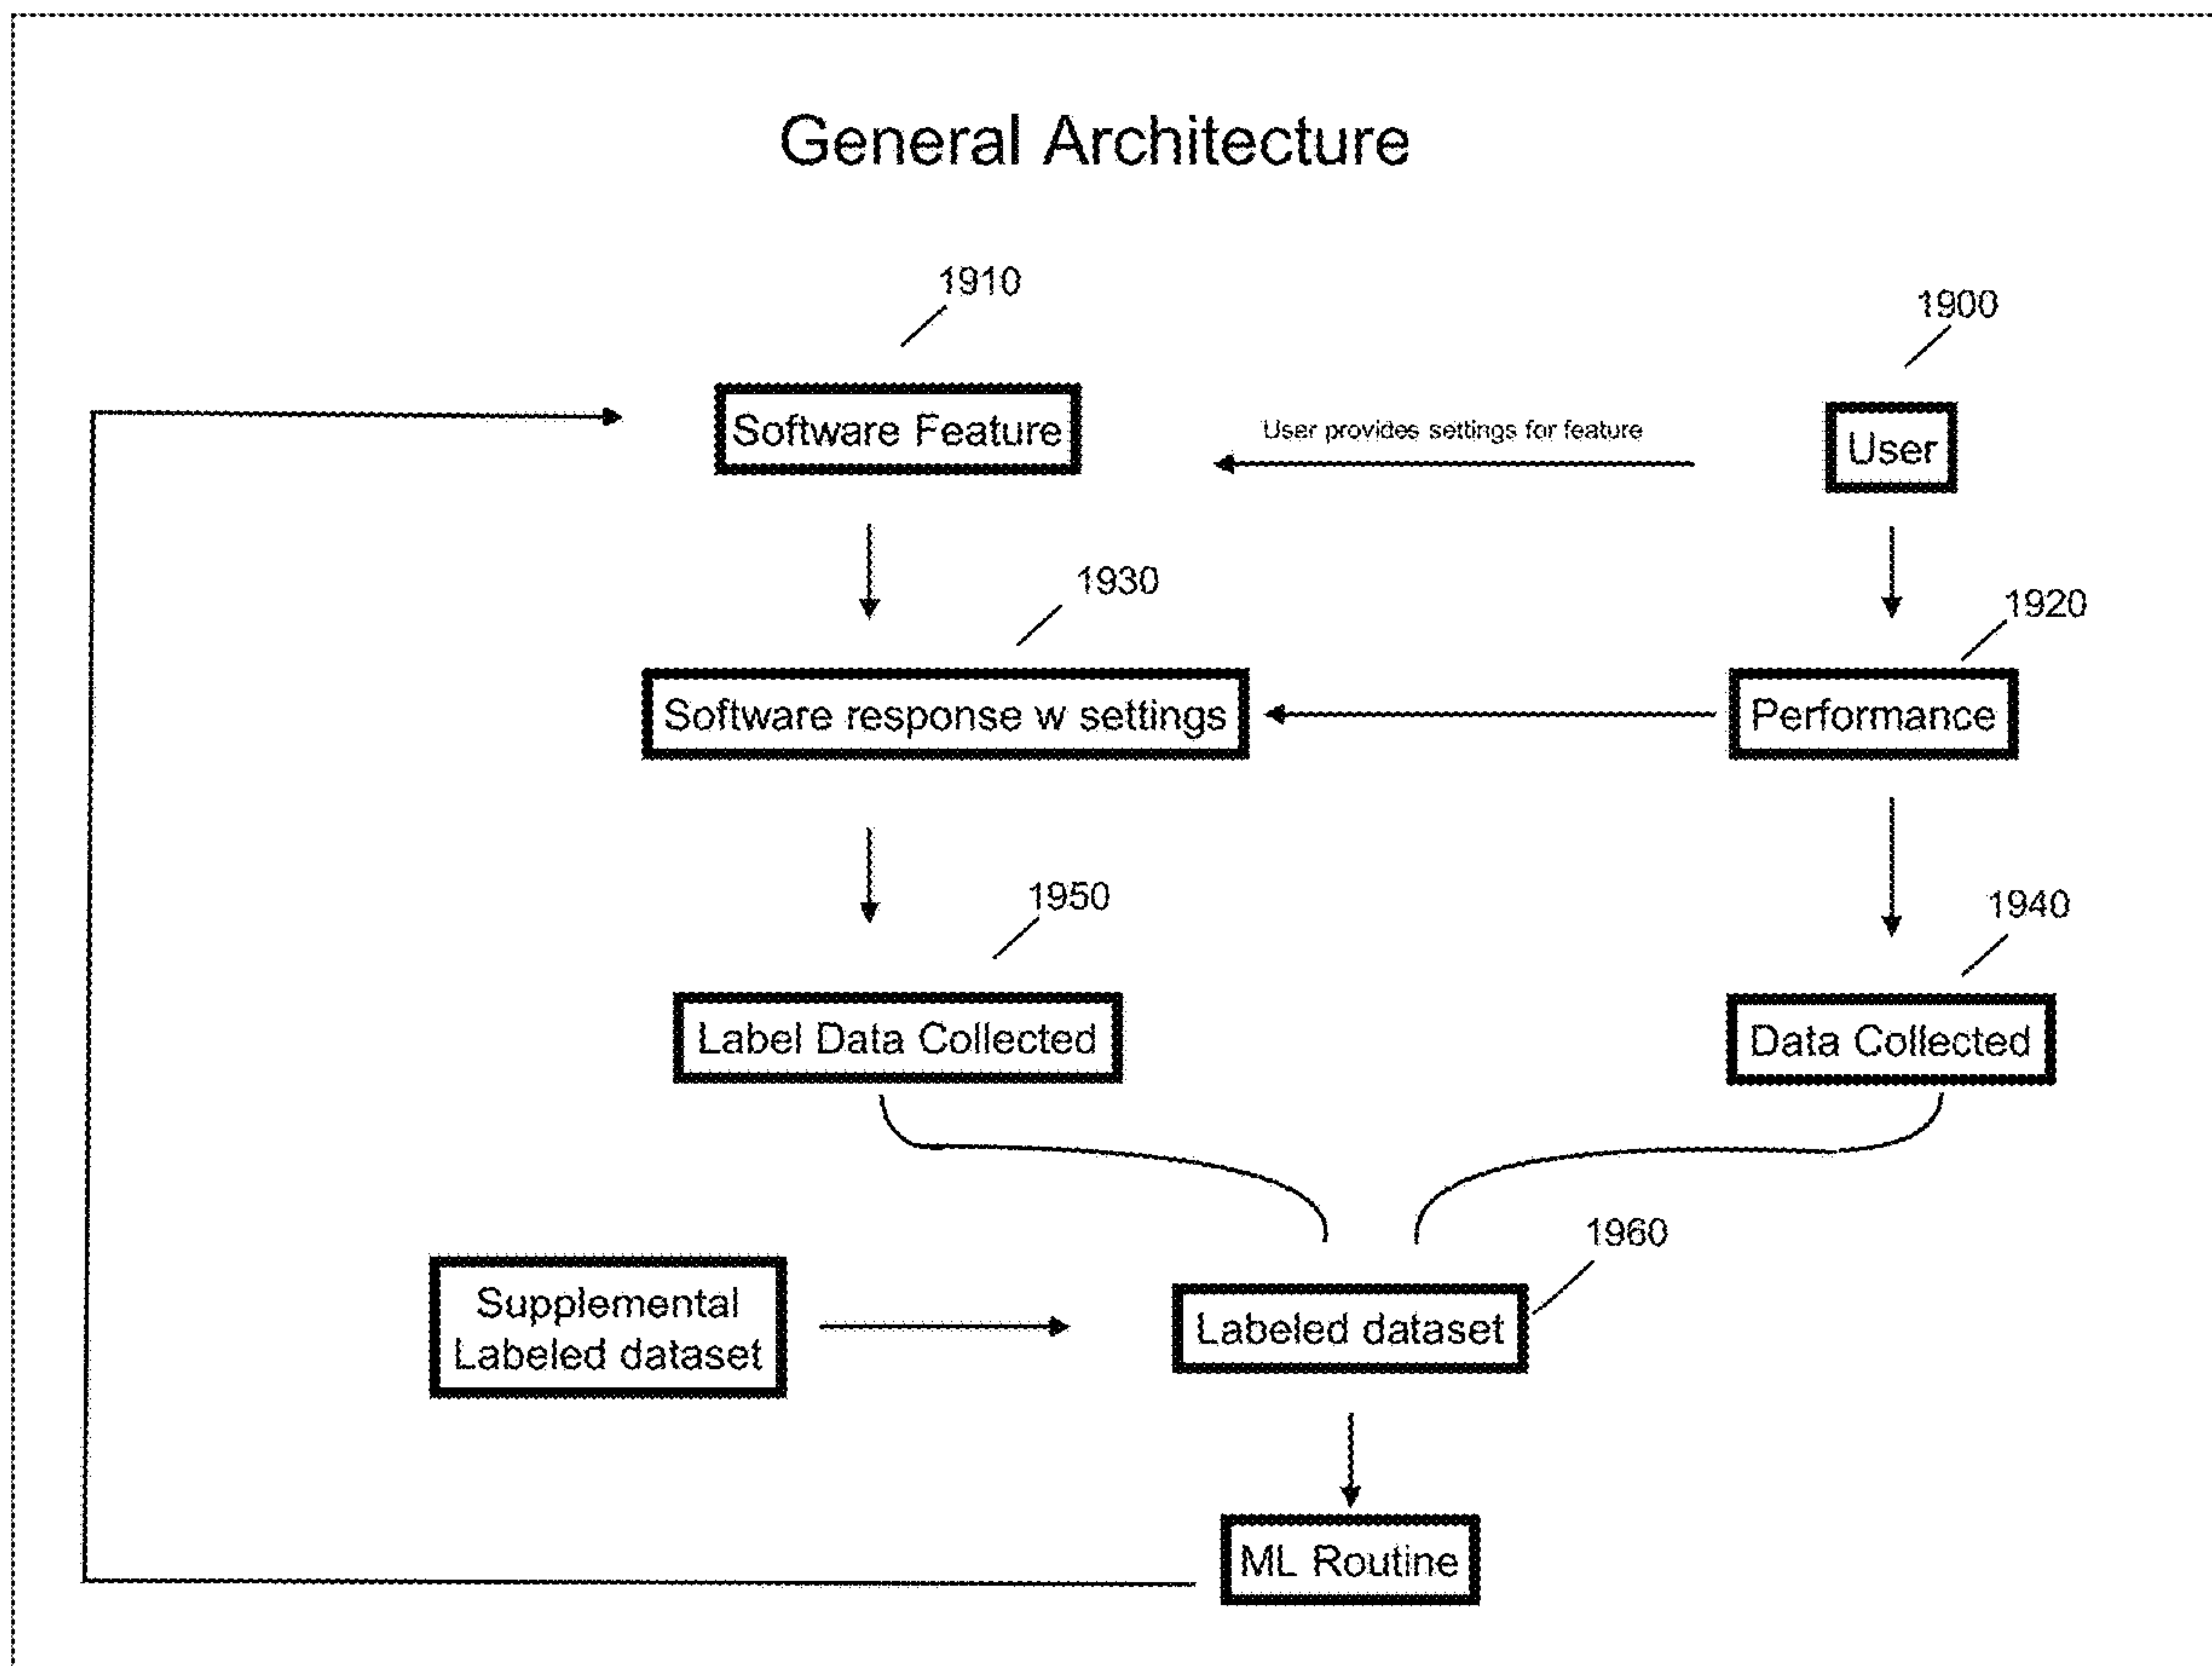 General Architecture
1910
1900
Software Feature
User provides settings for feature
User
1930
1920
Software response w settings
Performance
1950
1940
Label Data Collected
Data Collected
1960
Supplemental
Labeled dataset
Labeled dataset
ML Routine